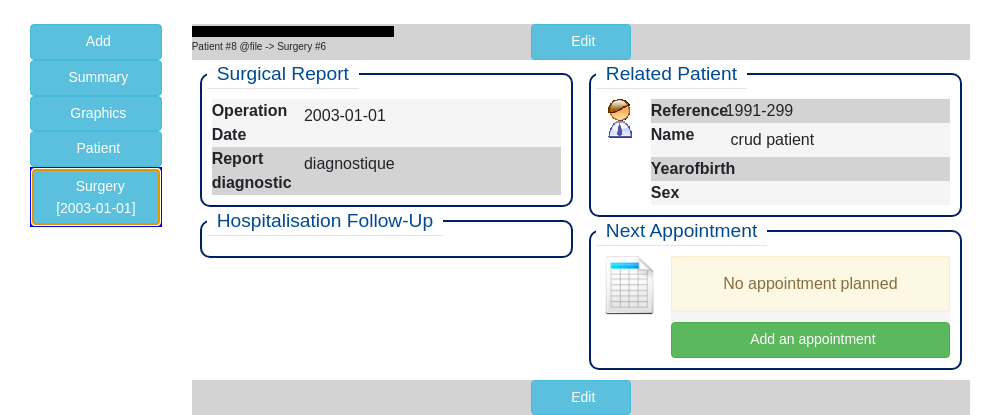 Add
Summary
Graphics
Patient
Surgery
[2003-01-01]
Edit
Patient #8 @file -> Surgery #6
Surgical Report
Operation Date 2003-01-01
Report diagnostic diagnostique
Hospitalisation Follow-Up
Related Patient
Reference 1991-299
Name crud patient
Yearofbirth
Sex
Next Appointment
No appointment planned
Add an appointment
Edit